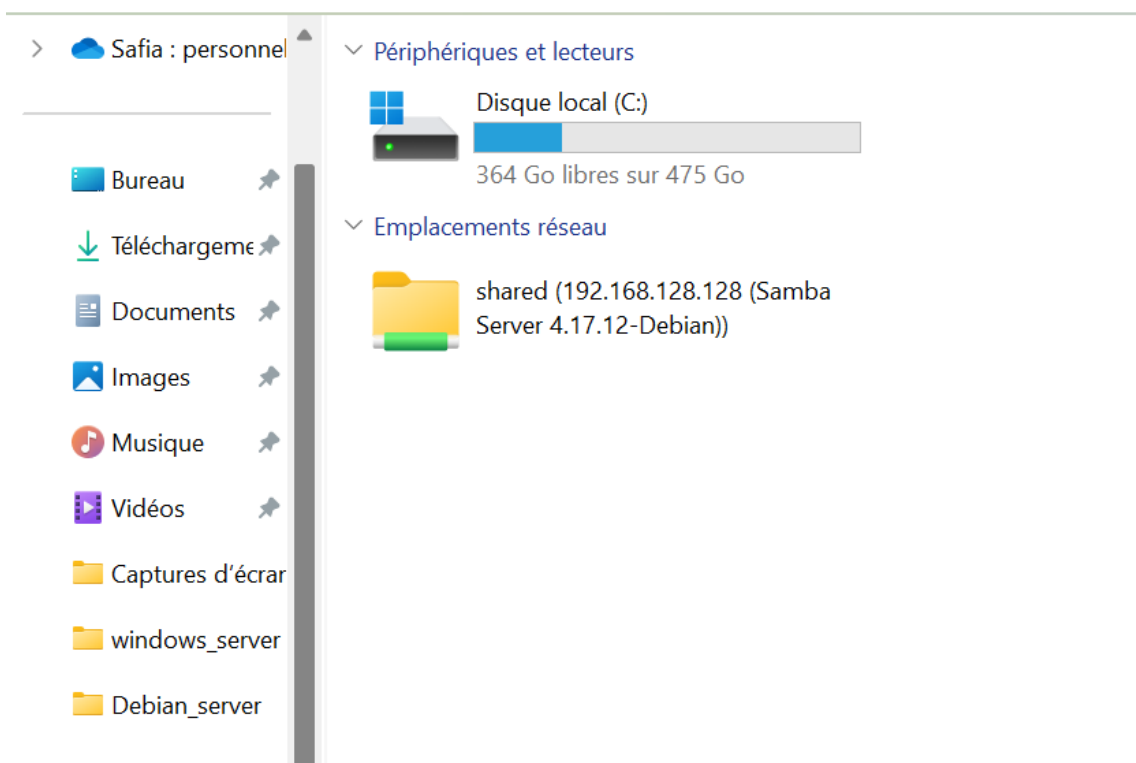 Safia : personnel
Bureau
Téléchargeme
Documents
Images
Musique
Vidéos
Captures d'écrar
windows_server
Debian_server
Périphériques et lecteurs
Disque local (C:)
364 Go libres sur 475 Go
Emplacements réseau
shared (192.168.128.128 (Samba
Server 4.17.12-Debian))